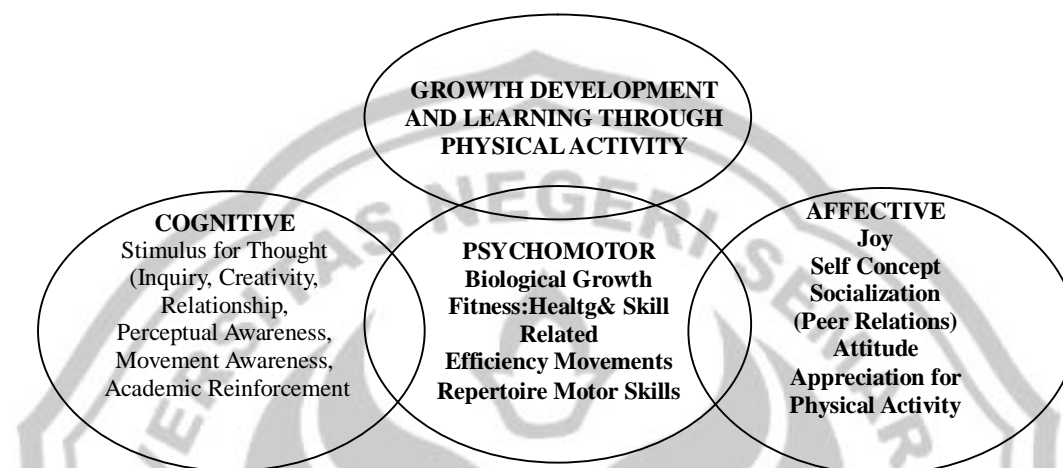 GROWTH DEVELOPMENT
AND LEARNING THROUGH
PHYSICAL ACTIVITY
COGNITIVE
Stimulus for Thought
(Inquiry, Creativity,
Relationship,
Perceptual Awareness,
Movement Awareness,
Academic Reinforcement
PSYCHOMOTOR
Biological Growth
Fitness:Healtg& Skill
Related
Efficiency Movements
Repertoire Motor Skills
AFFECTIVE
Joy
Self Concept
Socialization
(Peer Relations)
Attitude
Appreciation for
Physical Activity
NEGERI